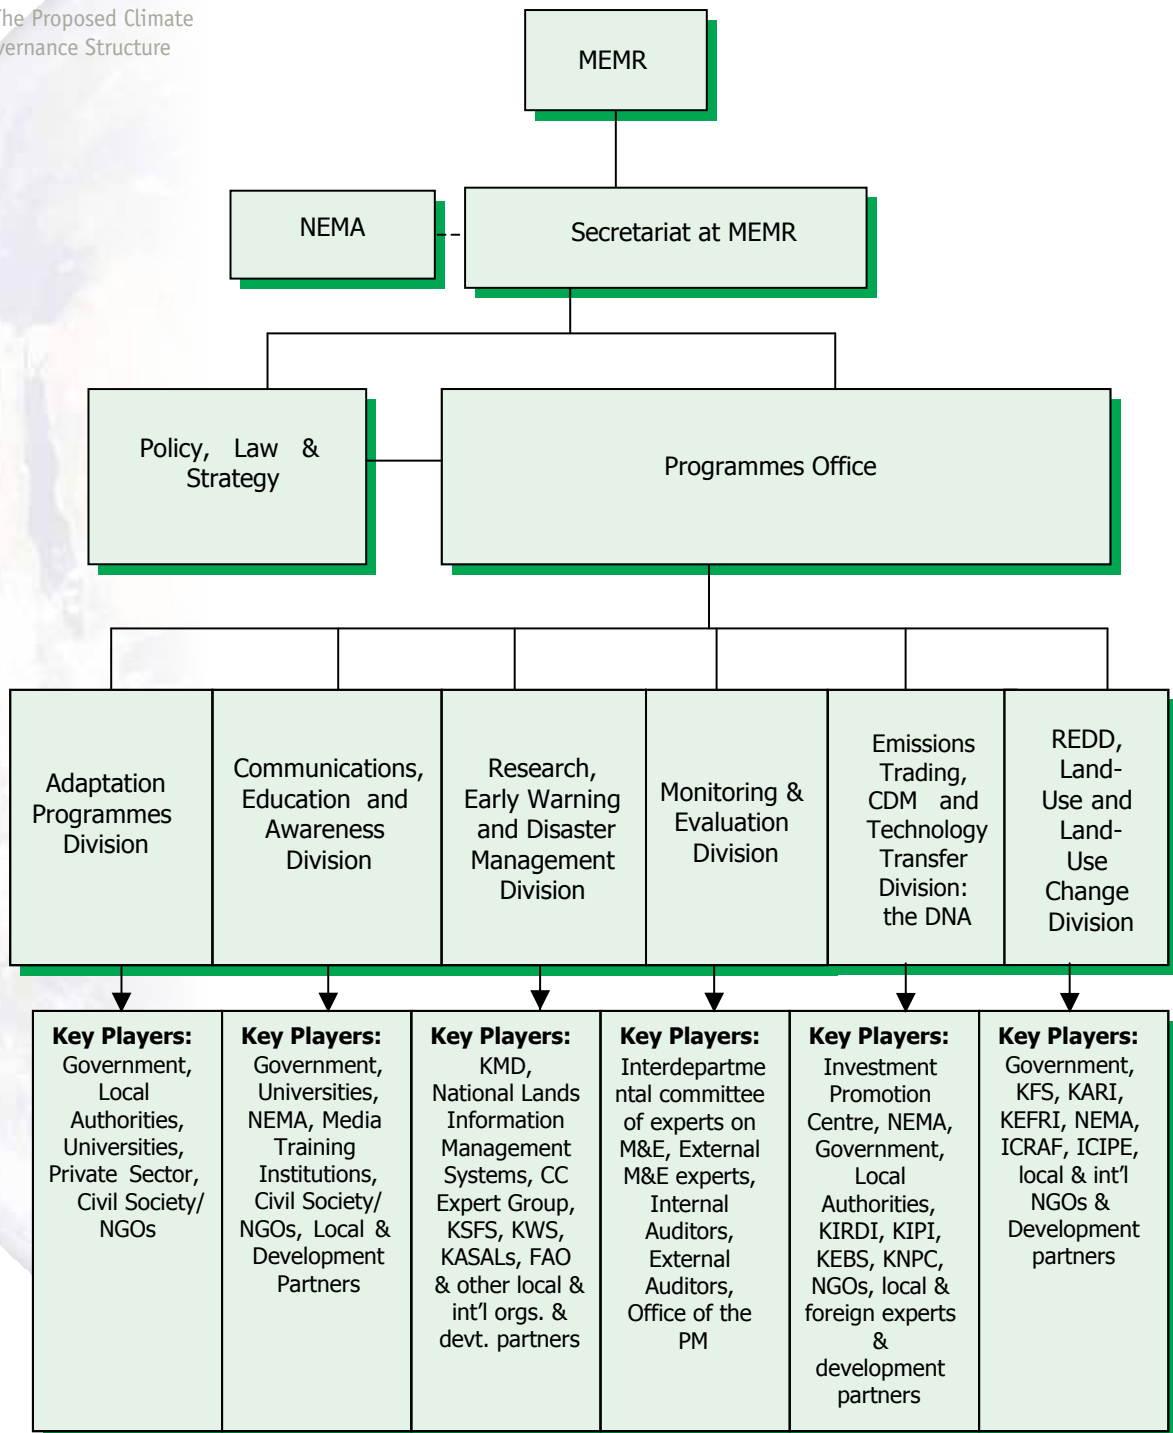 The Proposed Climate
vernance Structure
MEMR
NEMA
Secretariat at MEMR
Policy, Law &
Strategy
Programmes Office
Adaptation
Programmes
Division
Communications,
Education and
Awareness
Division
Research,
Early Warning
and Disaster
Management
Division
Monitoring &
Evaluation
Division
Emissions
Trading,
CDM and
Technology
Transfer
Division:
the DNA
REDD,
Land-
Use and
Land-
Use
Change
Division
Key Players:
Government,
Local
Authorities,
Universities,
Private Sector,
Civil Society/
NGOs
Key Players:
Government,
Universities,
NEMA, Media
Training
Institutions,
Civil Society/
NGOs, Local &
Development
Partners
Key Players:
KMD,
National Lands
Information
Management
Systems, CC
Expert Group,
KSFS, KWS,
KASALs, FAO
& other local &
int'l orgs. &
devt. partners
Key Players:
Interdepartme
ntal committee
of experts on
M&E, External
M&E experts,
Internal
Auditors,
External
Auditors,
Office of the
PM
Key Players:
Investment
Promotion
Centre, NEMA,
Government,
Local
Authorities,
KIRDI, KIPI,
KEBS, KNPC,
NGOs, local &
foreign experts
&
development
partners
Key Players:
Government,
KFS, KARI,
KEFRI, NEMA,
ICRAF, ICIPE,
local & int'l
NGOs &
Development
partners